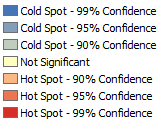 Cold Spot - 99% Confidence
Cold Spot - 95% Confidence
Cold Spot - 90% Confidence
Not Significant
Hot Spot - 90% Confidence
Hot Spot - 95% Confidence
Hot Spot - 99% Confidence